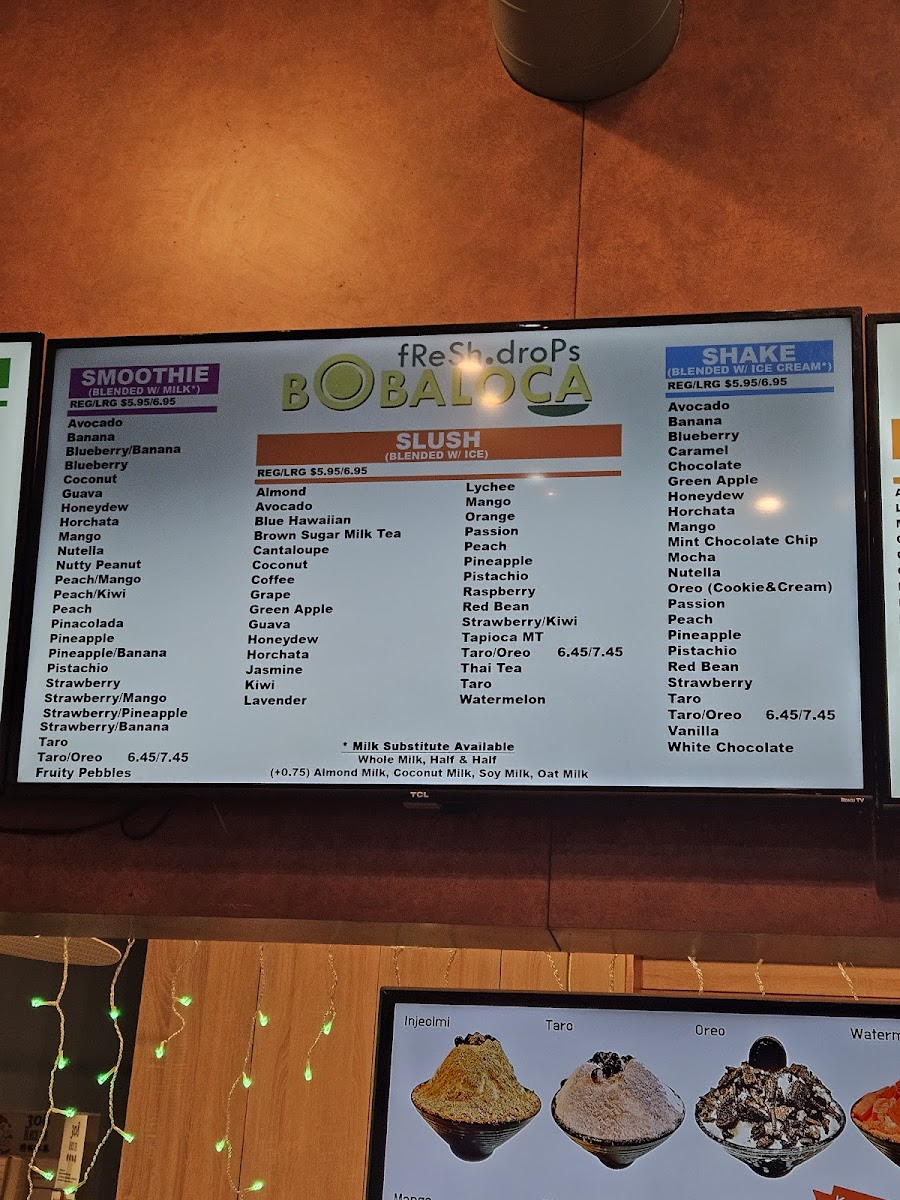 fReSh.droPs
BOBALOCA
SMOOTHIE
(BLENDED W/ MILK*)
REG/LRG $5.95/6.95
Avocado
Banana
Blueberry/Banana
Blueberry
Coconut
Guava
Honeydew
Horchata
Mango
Nutella
Nutty Peanut
Peach/Mango
Peach/Kiwi
Peach
Pinacolada
Pineapple
Pineapple/Banana
Pistachio
Strawberry
Strawberry/Mango
Strawberry/Pineapple
Strawberry/Banana
Taro
Taro/Oreo 6.45/7.45
Fruity Pebbles
SLUSH
(BLENDED W/ ICE)
REG/LRG $5.95/6.95
Almond
Avocado
Blue Hawaiian
Brown Sugar Milk Tea
Cantaloupe
Coconut
Coffee
Grape
Green Apple
Guava
Honeydew
Horchata
Jasmine
Kiwi
Lavender
Lychee
Mango
Orange
Passion
Peach
Pineapple
Pistachio
Raspberry
Red Bean
Strawberry/Kiwi
Tapioca MT
Taro/Oreo 6.45/7.45
Thai Tea
Taro
Watermelon
* Milk Substitute Available
Whole Milk, Half & Half
(+0.75) Almond Milk, Coconut Milk, Soy Milk, Oat Milk
SHAKE
(BLENDED W/ ICE CREAM*)
REG/LRG $5.95/6.95
Avocado
Banana
Blueberry
Caramel
Chocolate
Green Apple
Honeydew
Horchata
Mango
Mint Chocolate Chip
Mocha
Nutella
Oreo (Cookie&Cream)
Passion
Peach
Pineapple
Pistachio
Red Bean
Strawberry
Taro
Taro/Oreo 6.45/7.45
Vanilla
White Chocolate
TCL
Roku TV
Injeolmi
Taro
Oreo
Waterm
Mango